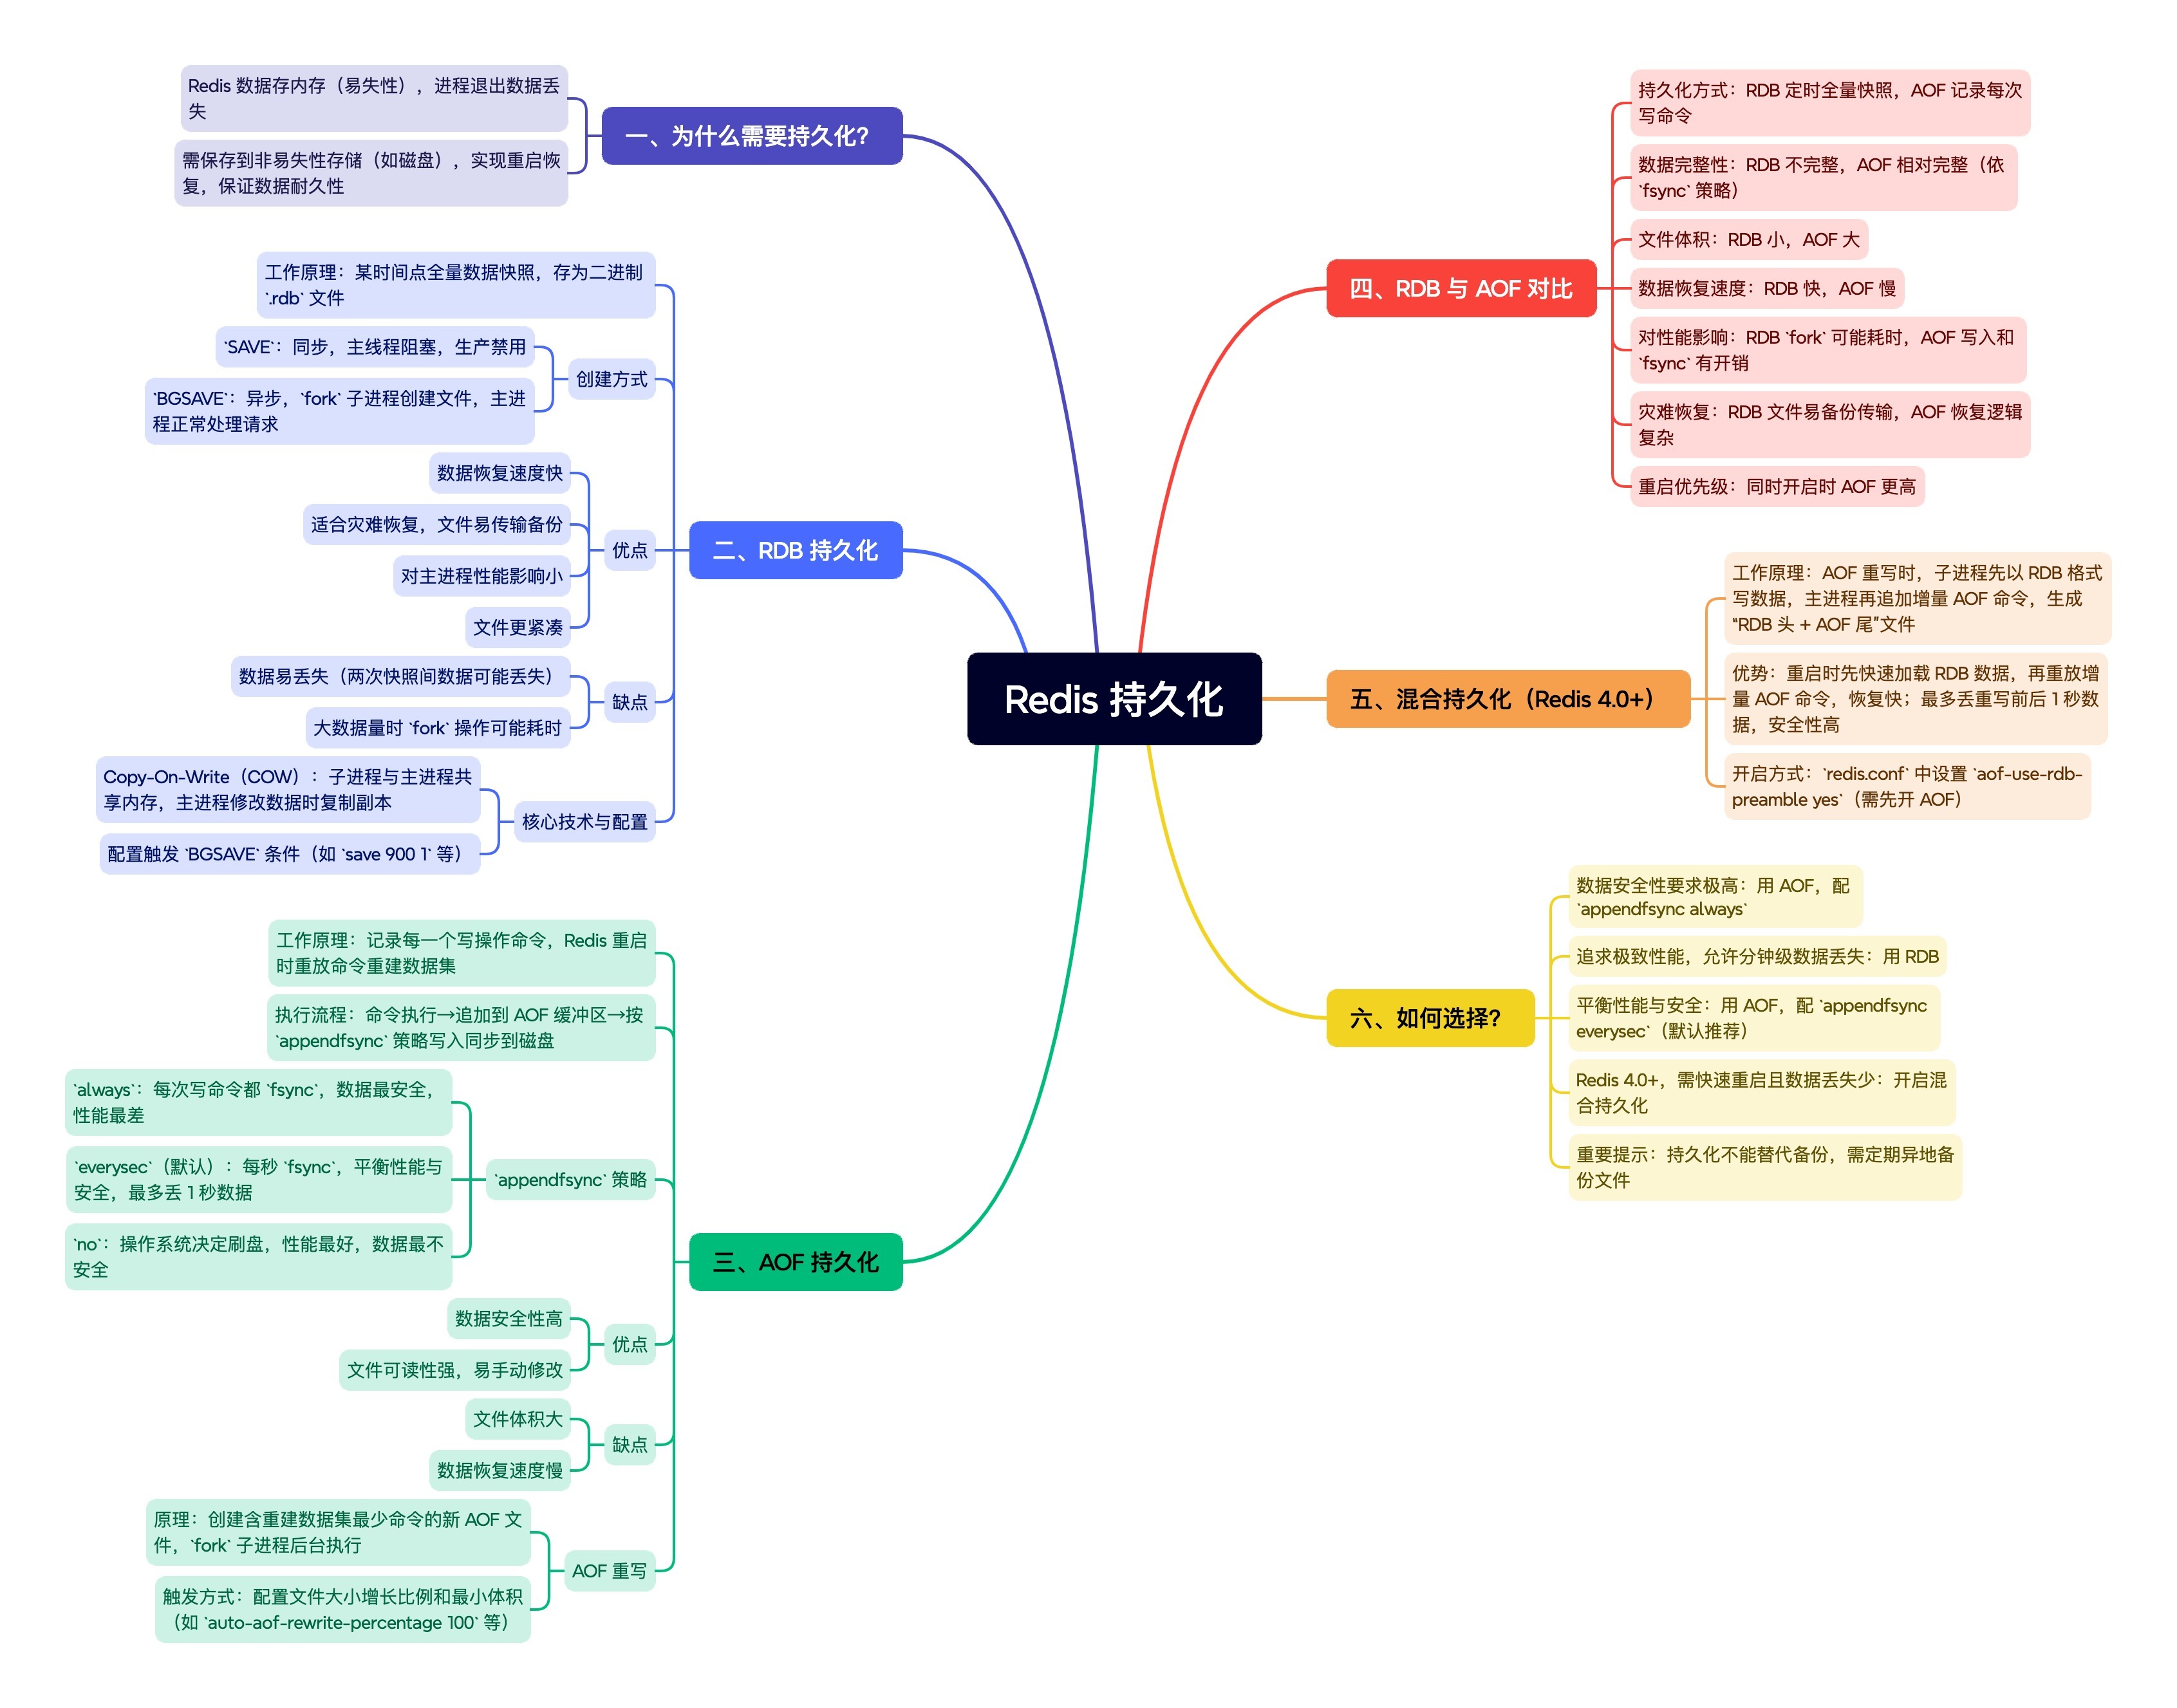 Redis 持久化
一、为什么需要持久化？
Redis 数据存内存（易失性），进程退出数据丢
失
需保存到非易失性存储（如磁盘），实现重启恢
复，保证数据耐久性
二、RDB 持久化
工作原理：某时间点全量数据快照，存为二进制
`.rdb` 文件
创建方式
`SAVE`：同步，主线程阻塞，生产禁用
`BGSAVE`：异步，`fork` 子进程创建文件，主进
程正常处理请求
优点
数据恢复速度快
适合灾难恢复，文件易传输备份
对主进程性能影响小
文件更紧凑
缺点
数据易丢失（两次快照间数据可能丢失）
大数据量时 `fork` 操作可能耗时
核心技术与配置
Copy-On-Write（COW）：子进程与主进程共
享内存，主进程修改数据时复制副本
配置触发 `BGSAVE` 条件（如 `save 900 1` 等）
三、AOF 持久化
工作原理：记录每一个写操作命令，Redis 重启
时重放命令重建数据集
执行流程：命令执行→追加到 AOF 缓冲区→按
`appendfsync` 策略写入同步到磁盘
`appendfsync` 策略
`always`：每次写命令都 `fsync`，数据最安全，
性能最差
`everysec`（默认）：每秒 `fsync`，平衡性能与
安全，最多丢 1 秒数据
`no`：操作系统决定刷盘，性能最好，数据最不
安全
优点
数据安全性高
文件可读性强，易手动修改
缺点
文件体积大
数据恢复速度慢
AOF 重写
原理：创建含重建数据集最少命令的新 AOF 文
件，`fork` 子进程后台执行
触发方式：配置文件大小增长比例和最小体积
（如 `auto-aof-rewrite-percentage 100` 等）
四、RDB 与 AOF 对比
持久化方式：RDB 定时全量快照，AOF 记录每次
写命令
数据完整性：RDB 不完整，AOF 相对完整（依
`fsync` 策略）
文件体积：RDB 小，AOF 大
数据恢复速度：RDB 快，AOF 慢
对性能影响：RDB `fork` 可能耗时，AOF 写入和
`fsync` 有开销
灾难恢复：RDB 文件易备份传输，AOF 恢复逻辑
复杂
重启优先级：同时开启时 AOF 更高
五、混合持久化（Redis 4.0+）
工作原理：AOF 重写时，子进程先以 RDB 格式
写数据，主进程再追加增量 AOF 命令，生成
“RDB 头 + AOF 尾”文件
优势：重启时先快速加载 RDB 数据，再重放增
量 AOF 命令，恢复快；最多丢重写前后 1 秒数
据，安全性高
开启方式：`redis.conf` 中设置 `aof-use-rdb-
preamble yes`（需先开 AOF）
六、如何选择？
数据安全性要求极高：用 AOF，配
`appendfsync always`
追求极致性能，允许分钟级数据丢失：用 RDB
平衡性能与安全：用 AOF，配 `appendfsync
everysec`（默认推荐）
Redis 4.0+，需快速重启且数据丢失少：开启混
合持久化
重要提示：持久化不能替代备份，需定期异地备
份文件